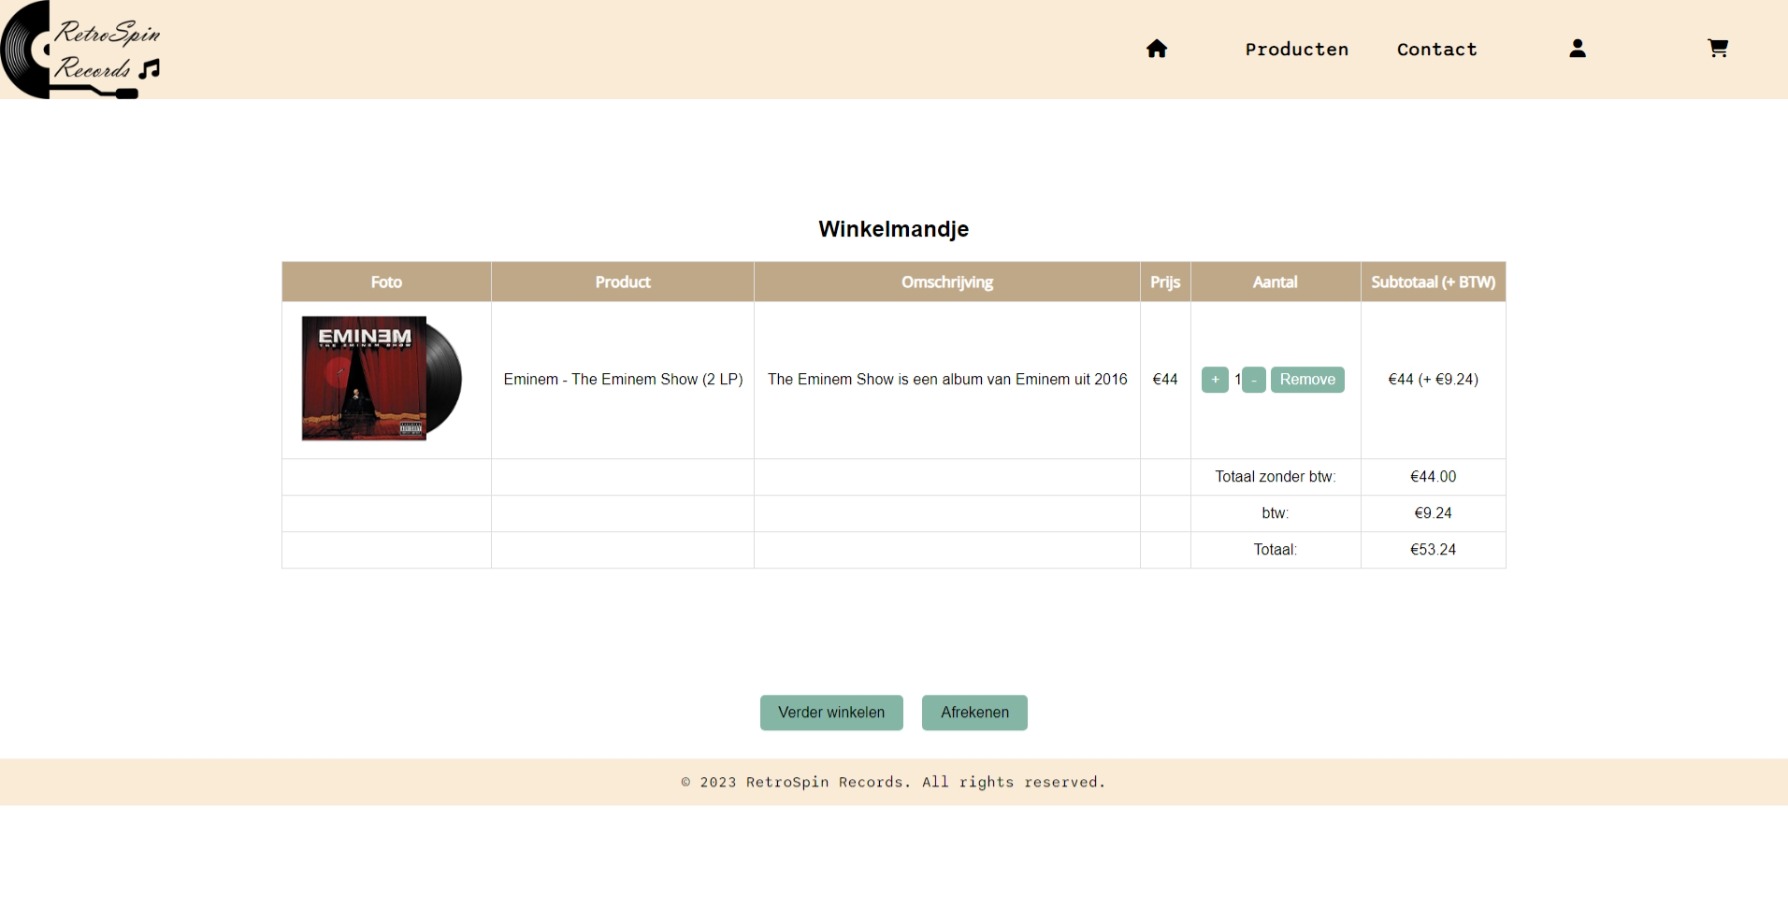 RetroSpin
Records
Producten
Contact
Winkelmandje
Foto
Product
Omschrijving
Prijs
Aantal
Subtotaal (+ BTW)
EMINEM
THE EMINEM SHOW
Eminem - The Eminem Show (2 LP)
The Eminem Show is een album van Eminem uit 2016
€44
+ 1 - Remove
€44 (+ €9.24)
Totaal zonder btw:
€44.00
btw:
€9.24
Totaal:
€53.24
Verder winkelen
Afrekenen
© 2023 RetroSpin Records. All rights reserved.